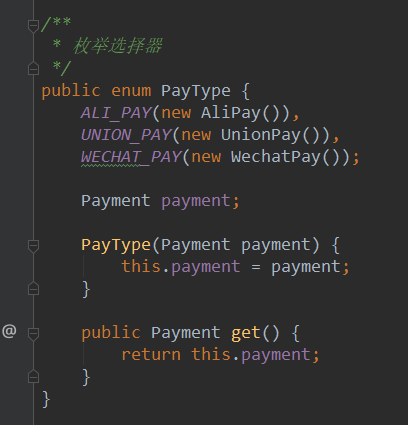 /**
 * 枚举选择器
 */
public enum PayType {
    ALI_PAY(new AliPay()),
    UNION_PAY(new UnionPay()),
    WECHAT_PAY(new WechatPay());

    Payment payment;

    PayType(Payment payment) {
        this.payment = payment;
    }

@
    public Payment get() {
        return this.payment;
    }
}